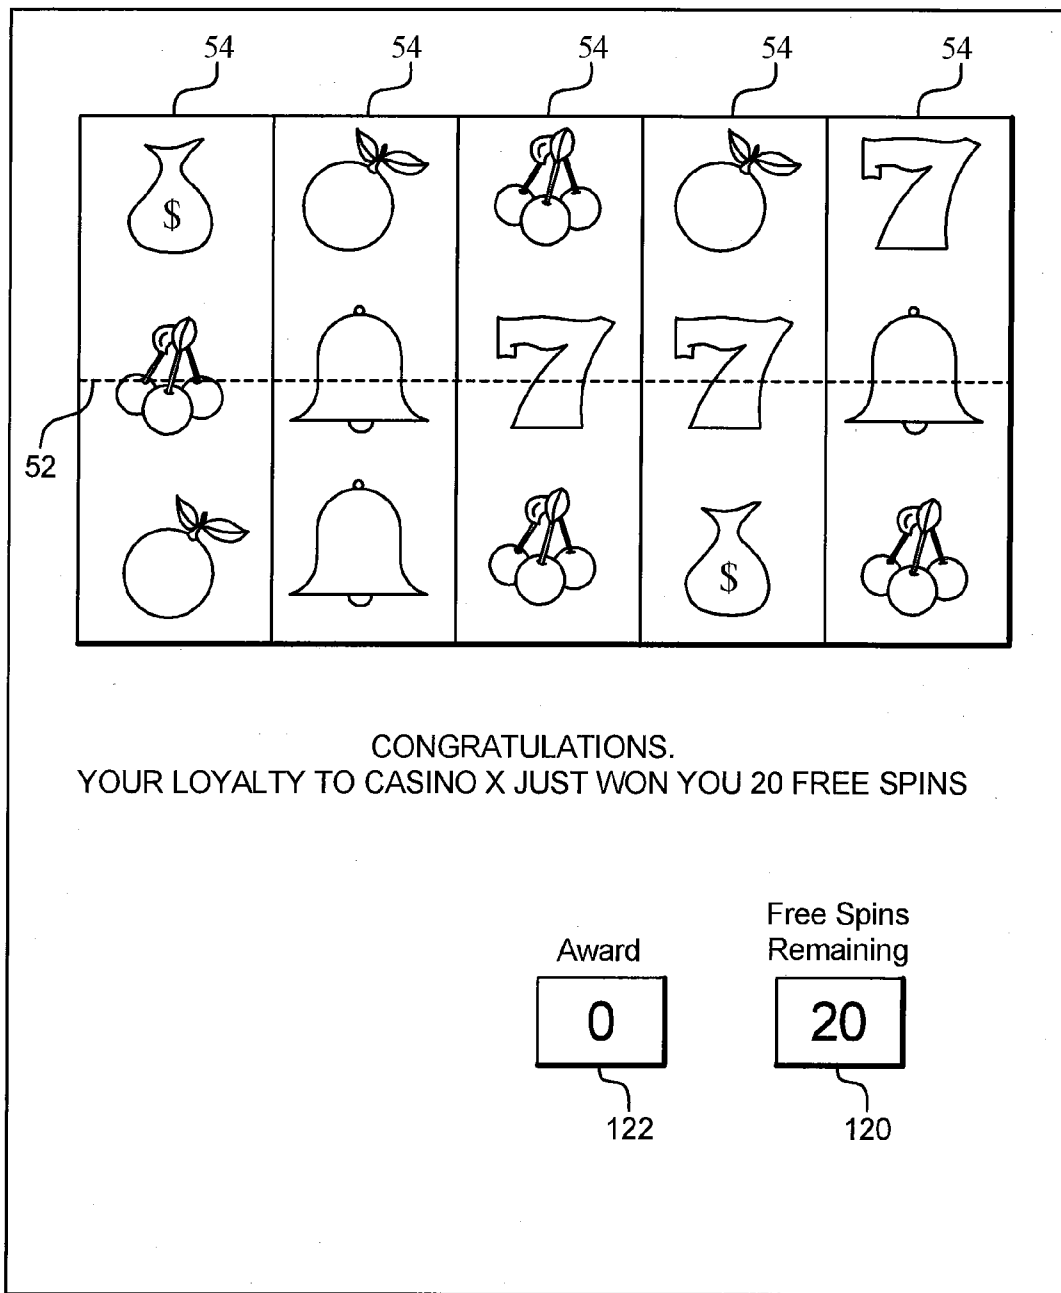 54 54 54 54 54
$
52
$
CONGRATULATIONS.
YOUR LOYALTY TO CASINO X JUST WON YOU 20 FREE SPINS
Free Spins
Award Remaining
0 20
122 120